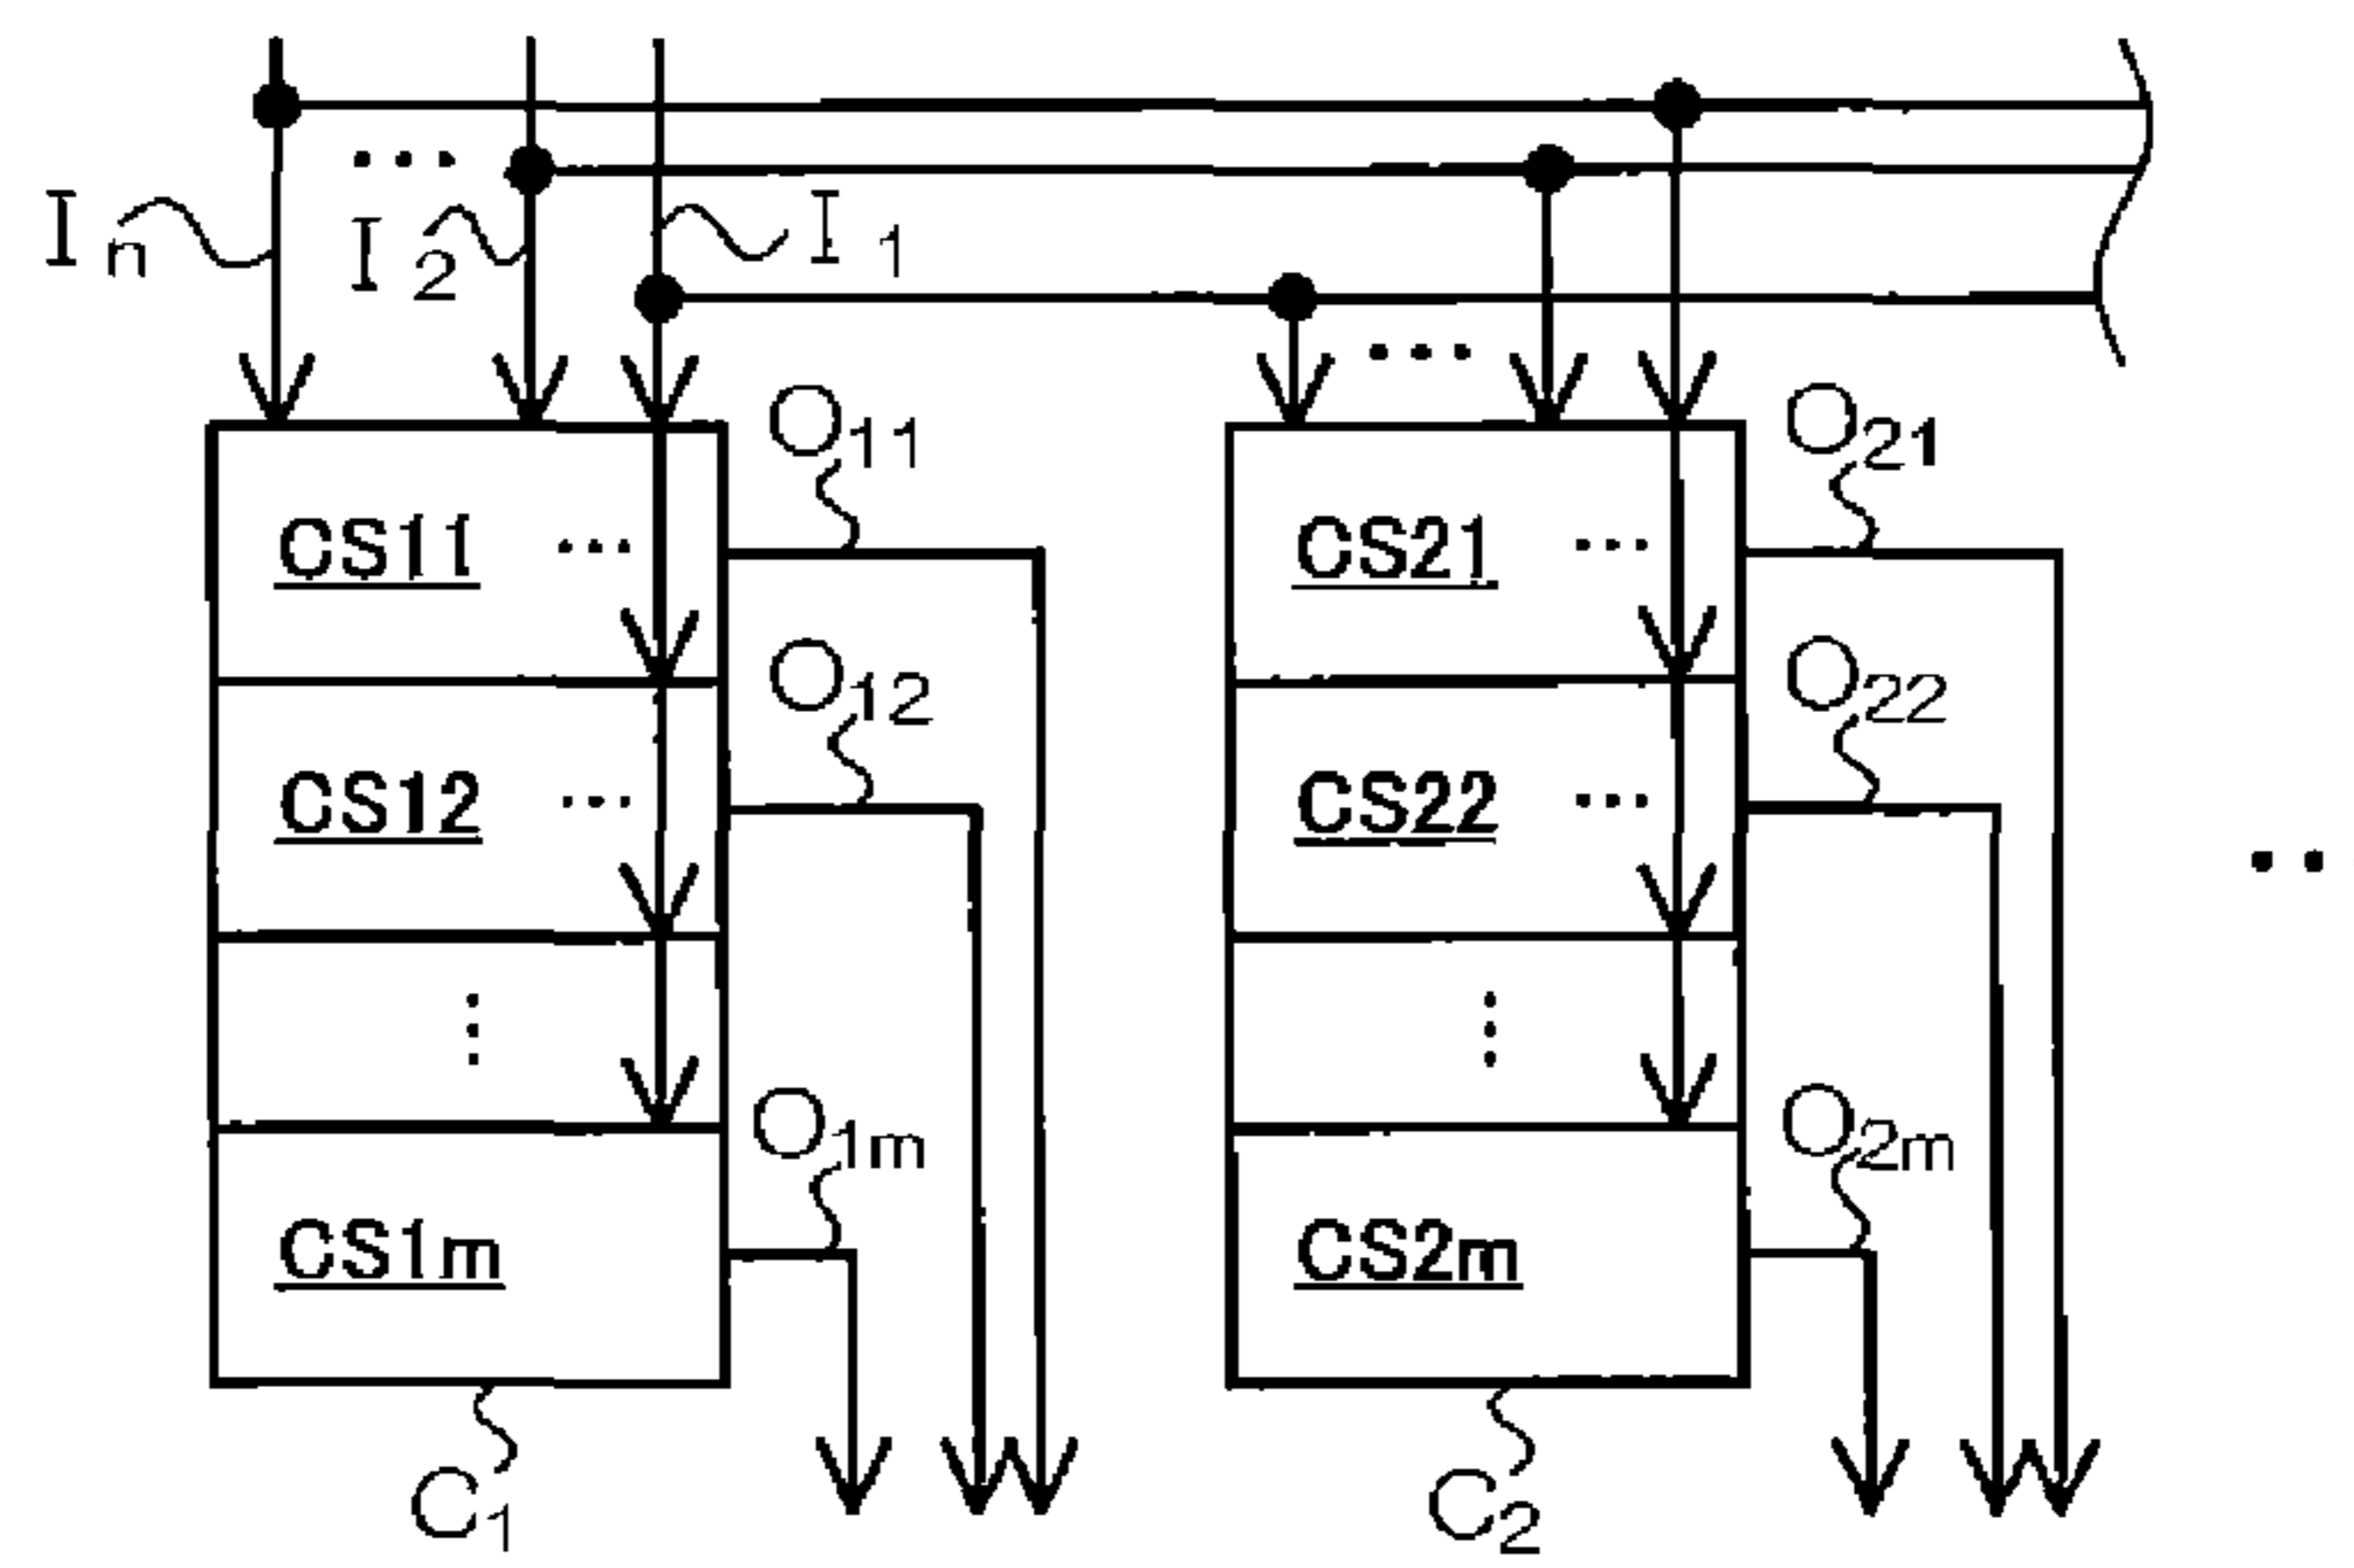 In
I2
I1
O11
O21
CS11 ...
CS21 ...
O12
O22
CS12 ...
CS22 ...
O1m
O2m
CS1m
CS2m
C1
C2